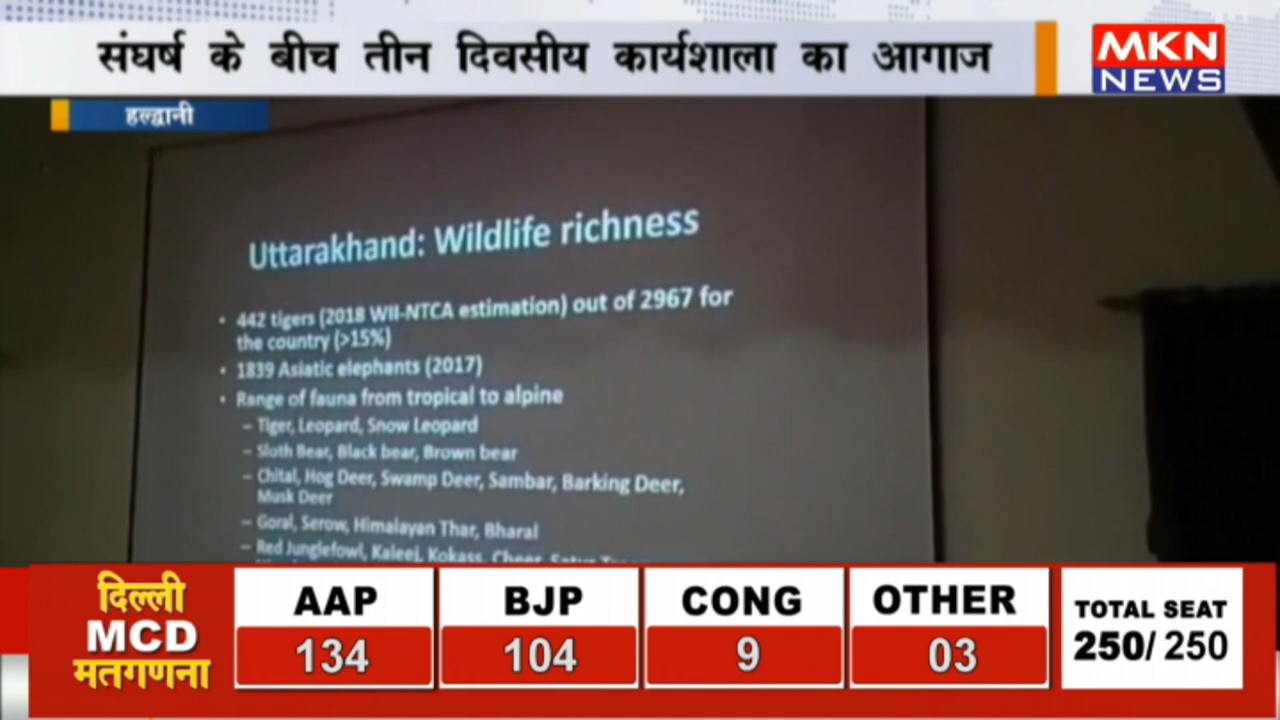 संघर्ष के बीच तीन दिवसीय कार्यशाला का आगाज
MKN
NEWS
हल्द्वानी
Uttarakhand: Wildlife richness
• 442 tigers (2018 WII-NTCA estimation) out of 2967 for
the country (>15%)
• 1839 Asiatic elephants (2017)
• Range of fauna from tropical to alpine
– Tiger, Leopard, Snow Leopard
– Sloth Bear, Black bear, Brown bear
– Chital, Hog Deer, Swamp Deer, Sambar, Barking Deer,
Musk Deer
– Goral, Serow, Himalayan Thar, Bharal
– Red Junglefowl, Kaleej, Kokass, Cheer,
दिल्ली
MCD
मतगणना
AAP
134
BJP
104
CONG
9
OTHER
03
TOTAL SEAT
250/ 250